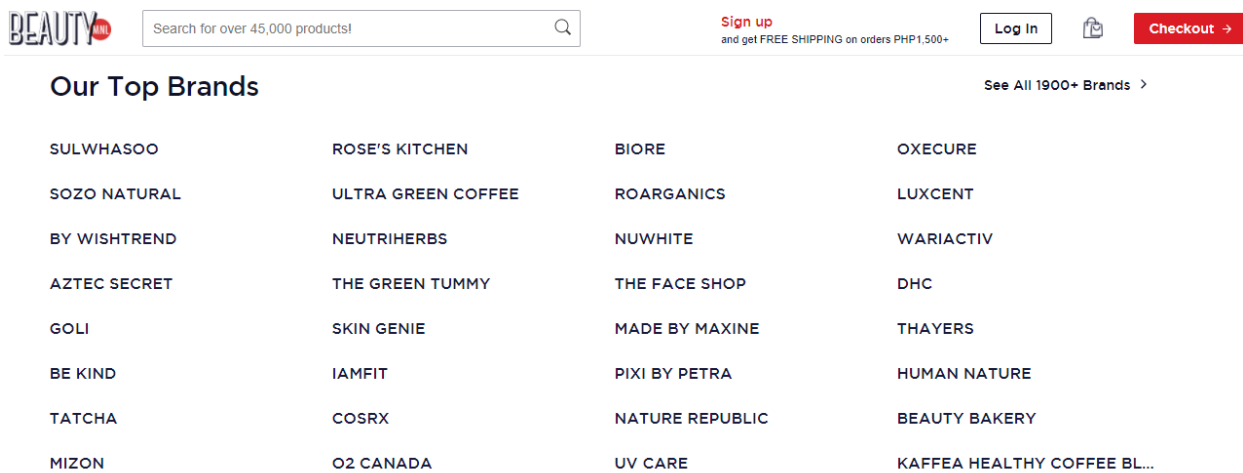 BEAUTY MNL
Search for over 45,000 products!
Sign up
and get FREE SHIPPING on orders PHP1,500+
Log In
Checkout →
Our Top Brands
See All 1900+ Brands >
SULWHASOO ROSE'S KITCHEN BIORE OXECURE
SOZO NATURAL ULTRA GREEN COFFEE ROARGANICS LUXCENT
BY WISHTREND NEUTRIHERBS NUWHITE WARIACTIV
AZTEC SECRET THE GREEN TUMMY THE FACE SHOP DHC
GOLI SKIN GENIE MADE BY MAXINE THAYERS
BE KIND IAMFIT PIXI BY PETRA HUMAN NATURE
TATCHA COSRX NATURE REPUBLIC BEAUTY BAKERY
MIZON O2 CANADA UV CARE KAFFEA HEALTHY COFFEE BL...